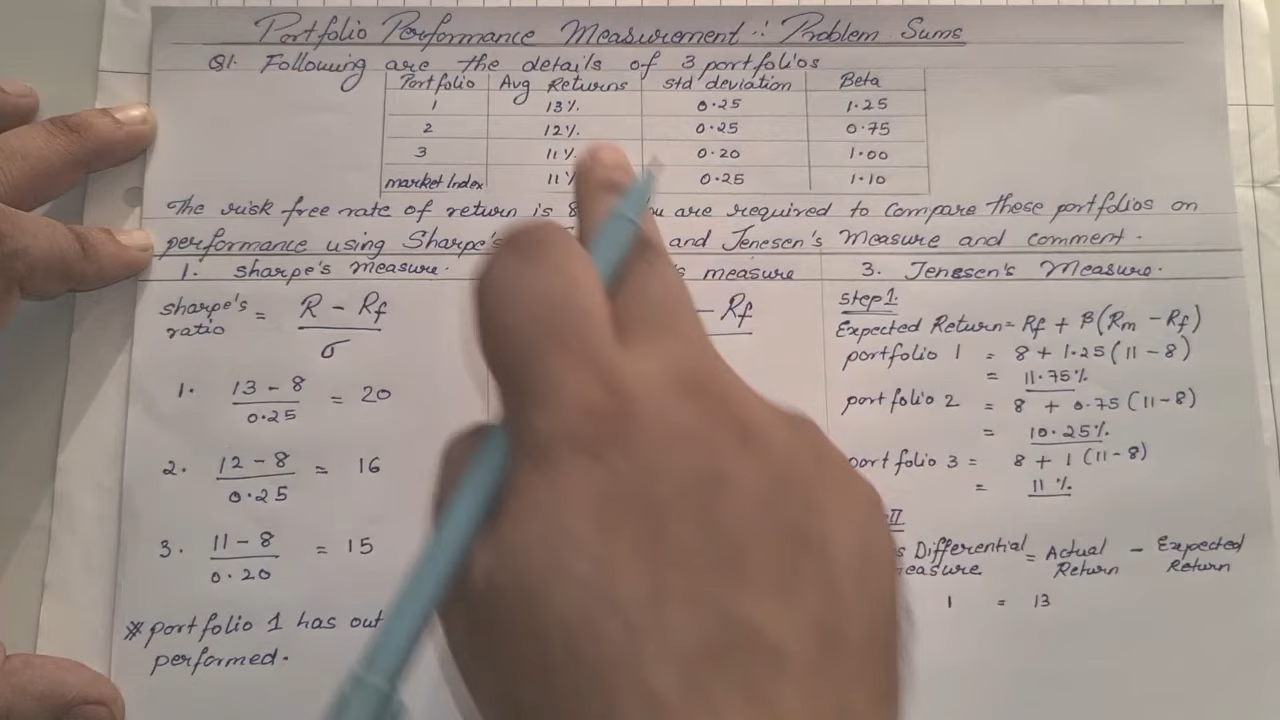 Portfolio Performance Measurement : Problem Sums
Q1. Following are the details of 3 portfolios
Portfolio Avg Returns std deviation Beta
1 13% 0.25 1.25
2 12% 0.25 0.75
3 11% 0.20 1.00
market Index 11% 0.25 1.10
The risk free rate of return is 8 are required to compare these portfolios on
performance using Sharpe's and Jenesen's Measure and comment.
1. Sharpe's measure.
sharpe's ratio = R - Rf / σ
1. 13 - 8 / 0.25 = 20
2. 12 - 8 / 0.25 = 16
3. 11 - 8 / 0.20 = 15
* portfolio 1 has out
performed.
measure
- Rf
3. Jenesen's Measure.
Step 1.
Expected Return = Rf + β (Rm - Rf)
portfolio 1 = 8 + 1.25 (11 - 8)
= 11.75%
portfolio 2 = 8 + 0.75 (11 - 8)
= 10.25%
portfolio 3 = 8 + 1 (11 - 8)
= 11 %
II
Differential = Actual - Expected
Return Return
1 = 13